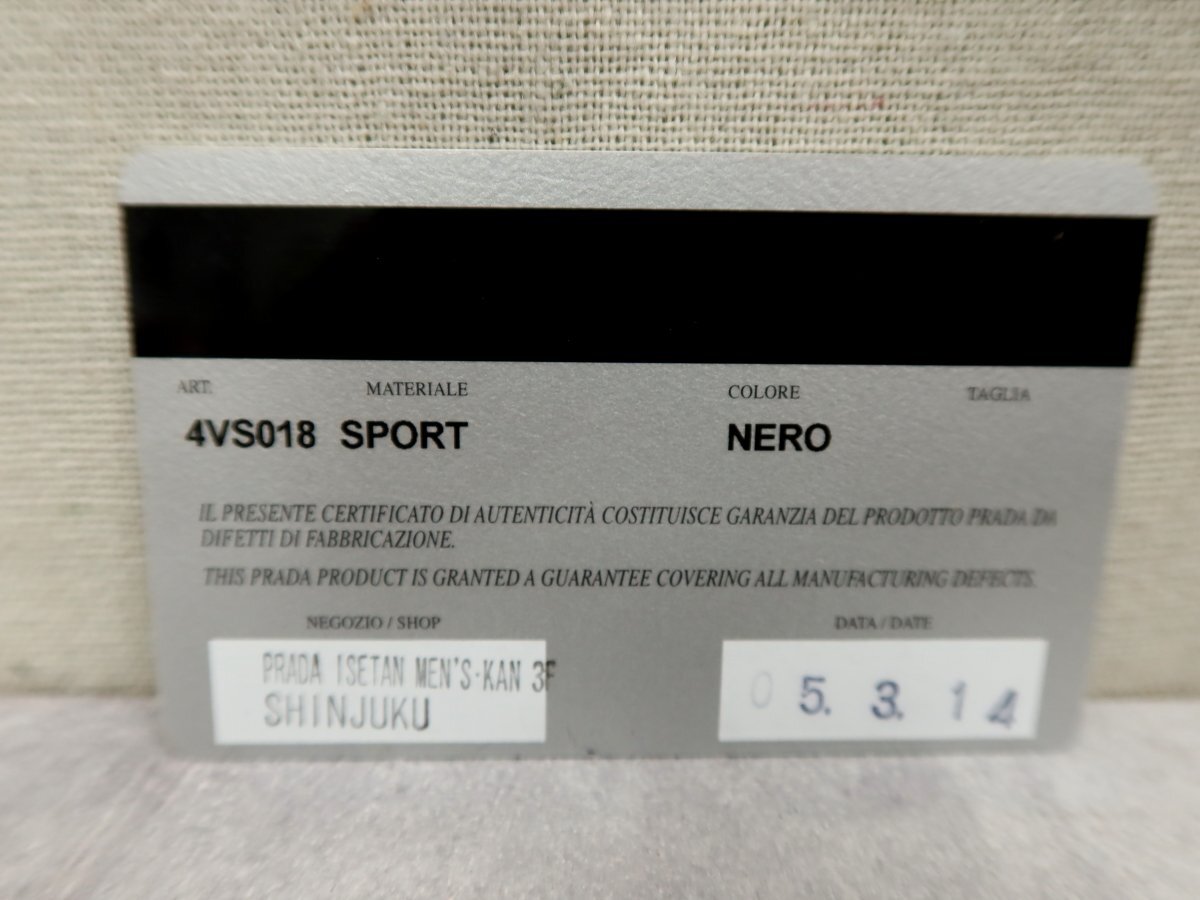 ART. MATERIALE COLORE TAGLIA
4VS018 SPORT NERO
IL PRESENTE CERTIFICATO DI AUTENTICITÀ COSTITUISCE GARANZIA DEL PRODOTTO PRADA DA
DIFETTI DI FABBRICAZIONE.
THIS PRADA PRODUCT IS GRANTED A GUARANTEE COVERING ALL MANUFACTURING DEFECTS.
NEGOZIO / SHOP DATA / DATE
PRADA ISETAN MEN'S·KAN 3F
SHINJUKU
05. 3. 14